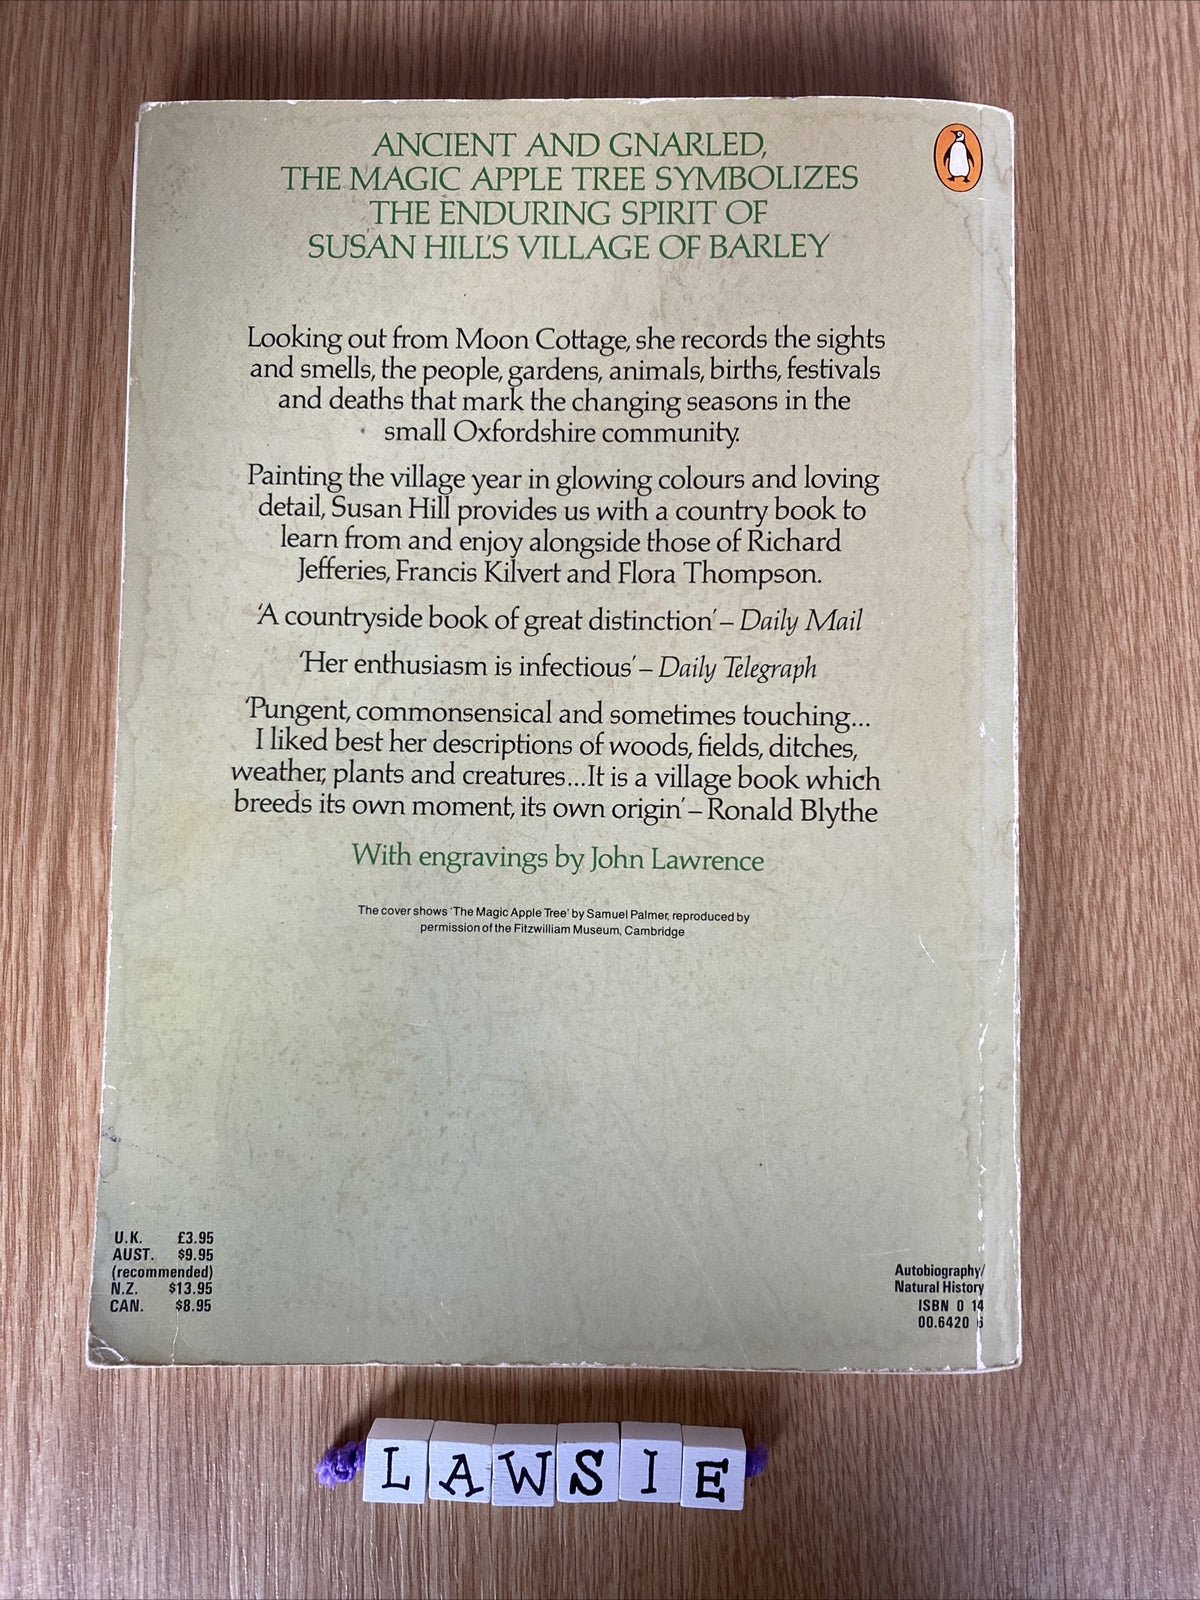 ANCIENT AND GNARLED,
THE MAGIC APPLE TREE SYMBOLIZES
THE ENDURING SPIRIT OF
SUSAN HILL'S VILLAGE OF BARLEY
Looking out from Moon Cottage, she records the sights
and smells, the people, gardens, animals, births, festivals
and deaths that mark the changing seasons in the
small Oxfordshire community.
Painting the village year in glowing colours and loving
detail, Susan Hill provides us with a country book to
learn from and enjoy alongside those of Richard
Jefferies, Francis Kilvert and Flora Thompson.
'A countryside book of great distinction' – Daily Mail
'Her enthusiasm is infectious' – Daily Telegraph
'Pungent, commonsensical and sometimes touching...
I liked best her descriptions of woods, fields, ditches,
weather, plants and creatures...It is a village book which
breeds its own moment, its own origin' – Ronald Blythe
With engravings by John Lawrence
The cover shows 'The Magic Apple Tree' by Samuel Palmer, reproduced by
permission of the Fitzwilliam Museum, Cambridge
U.K. £3.95
AUST. $9.95
(recommended)
N.Z. $13.95
CAN. $8.95
Autobiography/
Natural History
ISBN 0 14
00.6420 6
LAWSIE